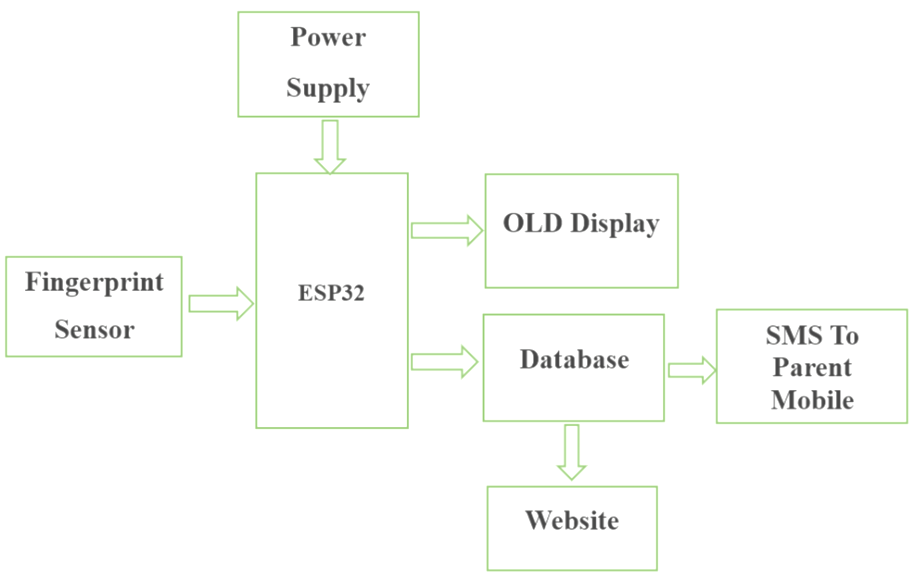 Power
Supply
OLD Display
Fingerprint
Sensor
ESP32
Database
SMS To
Parent
Mobile
Website